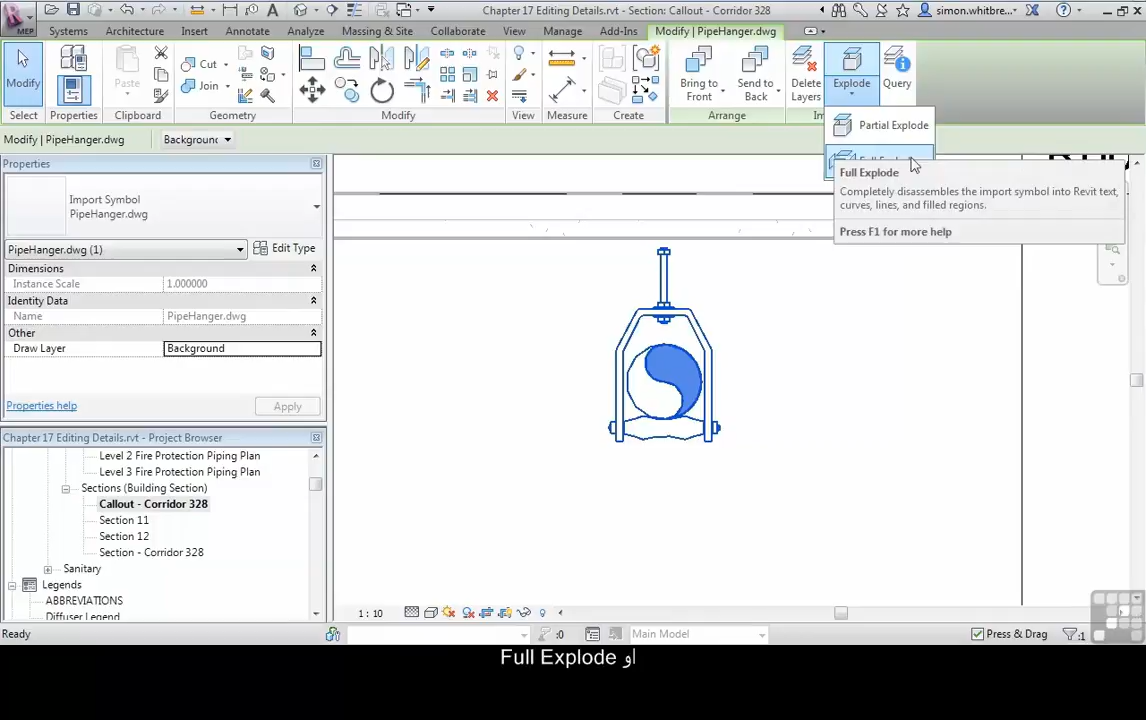 Chapter 17 Editing Details.rvt - Section: Callout - Corridor 328
simon.whitbre...
MEP
Systems Architecture Insert Annotate Analyze Massing & Site Collaborate View Manage Add-Ins Modify | PipeHanger.dwg
Modify Paste Cut Join Bring to Front Send to Back Delete Layers Explode Query
Select Properties Clipboard Geometry Modify View Measure Create Arrange
Partial Explode
Modify | PipeHanger.dwg
Full Explode
Completely disassembles the import symbol into Revit text,
curves, lines, and filled regions.
Press F1 for more help
Properties
Import Symbol
PipeHanger.dwg
PipeHanger.dwg (1) Edit Type
Dimensions
Instance Scale 1.000000
Identity Data
Name PipeHanger.dwg
Other
Draw Layer Background
Properties help Apply
Chapter 17 Editing Details.rvt - Project Browser
Level 2 Fire Protection Piping Plan
Level 3 Fire Protection Piping Plan
Sections (Building Section)
Callout - Corridor 328
Section 11
Section 12
Section - Corridor 328
Sanitary
Legends
ABBREVIATIONS
Diffuser Legend
1 : 10
Ready :0 Main Model Press & Drag :1
او Full Explode